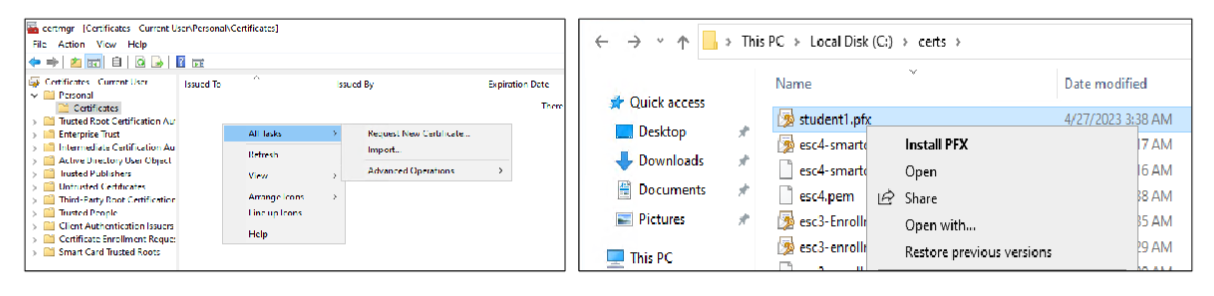 certmgr - [Certificates - Current User\Personal\Certificates]
File Action View Help
Certificates - Current User
Personal
Certificates
Trusted Root Certification Au
Enterprise Trust
Intermediate Certification Au
Active Directory User Object
Trusted Publishers
Untrusted Certificates
Third-Party Root Certification
Trusted People
Client Authentication Issuers
Certificate Enrollment Reque
Smart Card Trusted Roots
Issued To Issued By Expiration Date
There
All Tasks
Refresh
View
Arrange Icons
Line up Icons
Help
Request New Certificate...
Import...
Advanced Operations
This PC > Local Disk (C:) > certs >
Quick access
Desktop
Downloads
Documents
Pictures
This PC
Name Date modified
student1.pfx 4/27/2023 3:38 AM
esc4-smartc 17 AM
esc4-smartc 16 AM
esc4.pem 38 AM
esc3-Enrollr 35 AM
esc3-enrollr 29 AM
Install PFX
Open
Share
Open with...
Restore previous versions